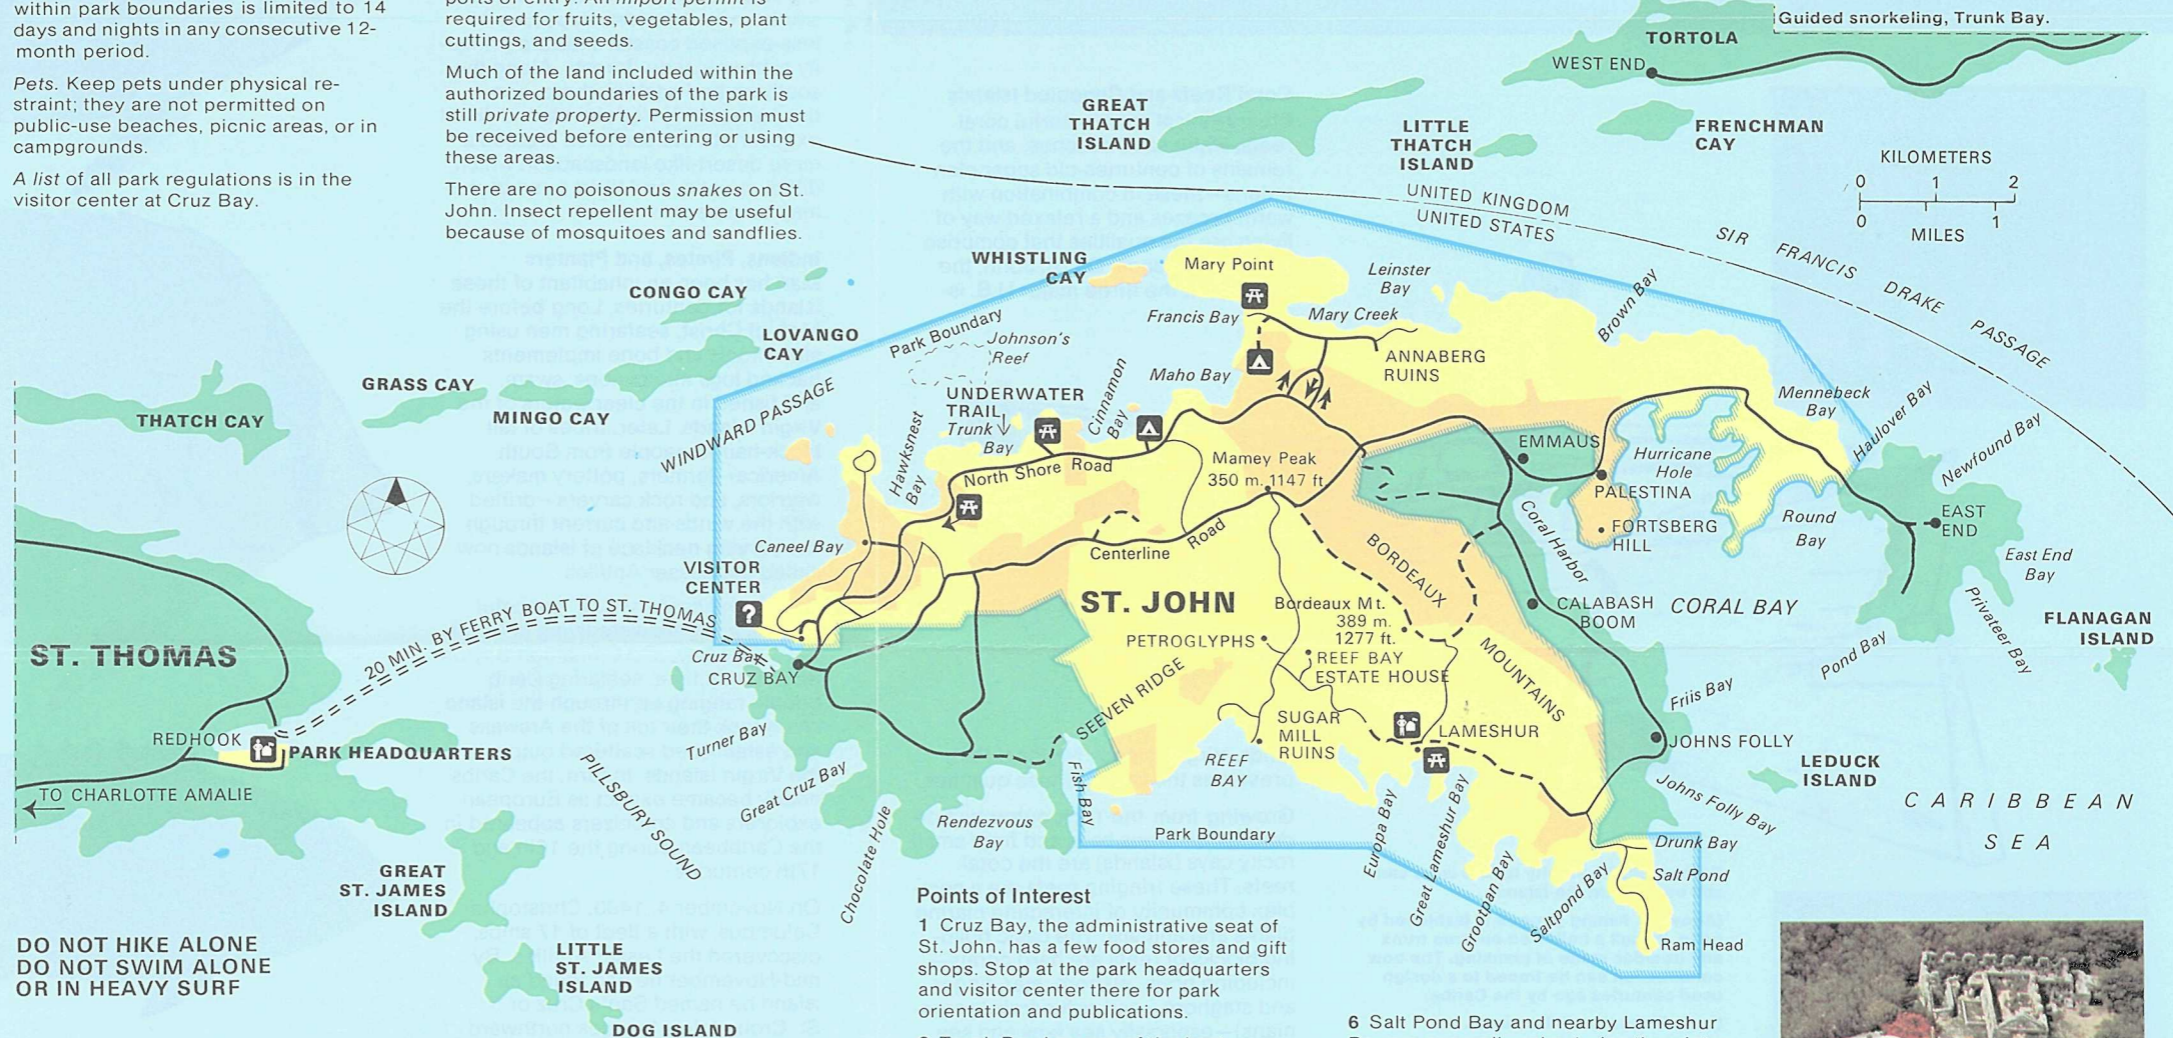 within park boundaries is limited to 14
days and nights in any consecutive 12-
month period.
Pets. Keep pets under physical re-
straint; they are not permitted on
public-use beaches, picnic areas, or in
campgrounds.
A list of all park regulations is in the
visitor center at Cruz Bay.
ports of entry. An import permit is
required for fruits, vegetables, plant
cuttings, and seeds.
Much of the land included within the
authorized boundaries of the park is
still private property. Permission must
be received before entering or using
these areas.
There are no poisonous snakes on St.
John. Insect repellent may be useful
because of mosquitoes and sandflies.
Guided snorkeling, Trunk Bay.
TORTOLA
WEST END
GREAT
THATCH
ISLAND
LITTLE
THATCH
ISLAND
FRENCHMAN
CAY
KILOMETERS
0 1 2
0 1
MILES
UNITED KINGDOM
UNITED STATES
SIR FRANCIS DRAKE PASSAGE
WHISTLING
CAY
Mary Point
Leinster
Bay
CONGO CAY
Francis Bay
Mary Creek
Brown Bay
LOVANGO
CAY
Park Boundary
Johnson's
Reef
ANNABERG
RUINS
GRASS CAY
MINGO CAY
THATCH CAY
WINDWARD PASSAGE
UNDERWATER
TRAIL
Trunk
Bay
Cinnamon
Bay
Maho Bay
Mennebeck
Bay
Haulover Bay
Newfound Bay
Hawksnest
Bay
North Shore Road
Mamey Peak
350 m. 1147 ft.
EMMAUS
Hurricane
Hole
PALESTINA
FORTSBERG
HILL
Round
Bay
EAST
END
East End
Bay
Caneel Bay
Centerline Road
BORDEAUX
MOUNTAINS
Coral Harbor
VISITOR
CENTER
?
ST. JOHN
Bordeaux Mt.
389 m.
1277 ft.
CALABASH
BOOM
CORAL BAY
Privateer Bay
FLANAGAN
ISLAND
20 MIN. BY FERRY BOAT TO ST. THOMAS
ST. THOMAS
Cruz Bay
CRUZ BAY
PETROGLYPHS
REEF BAY
ESTATE HOUSE
Pond Bay
Friis Bay
SEEVEN RIDGE
SUGAR
MILL
RUINS
LAMESHUR
JOHNS FOLLY
REDHOOK
PARK HEADQUARTERS
Turner Bay
REEF
BAY
LEDUCK
ISLAND
TO CHARLOTTE AMALIE
PILLSBURY SOUND
Great Cruz Bay
Chocolate Hole
Rendezvous
Bay
Fish Bay
Park Boundary
Europa Bay
Great Lameshur Bay
Grootpan Bay
Saltpond Bay
Johns Folly Bay
Drunk Bay
Salt Pond
Ram Head
CARIBBEAN
SEA
GREAT
ST. JAMES
ISLAND
LITTLE
ST. JAMES
ISLAND
DOG ISLAND
DO NOT HIKE ALONE
DO NOT SWIM ALONE
OR IN HEAVY SURF
Points of Interest
1 Cruz Bay, the administrative seat of
St. John, has a few food stores and gift
shops. Stop at the park headquarters
and visitor center there for park
orientation and publications.
6 Salt Pond Bay and nearby Lameshur